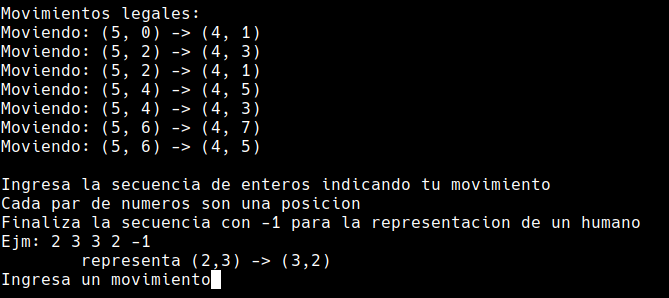 Movimientos legales:
Moviendo: (5, 0) -> (4, 1)
Moviendo: (5, 2) -> (4, 3)
Moviendo: (5, 2) -> (4, 1)
Moviendo: (5, 4) -> (4, 5)
Moviendo: (5, 4) -> (4, 3)
Moviendo: (5, 6) -> (4, 7)
Moviendo: (5, 6) -> (4, 5)
Ingresa la secuencia de enteros indicando tu movimiento
Cada par de numeros son una posicion
Finaliza la secuencia con -1 para la representacion de un humano
Ejm: 2 3 3 2 -1
representa (2,3) -> (3,2)
Ingresa un movimiento